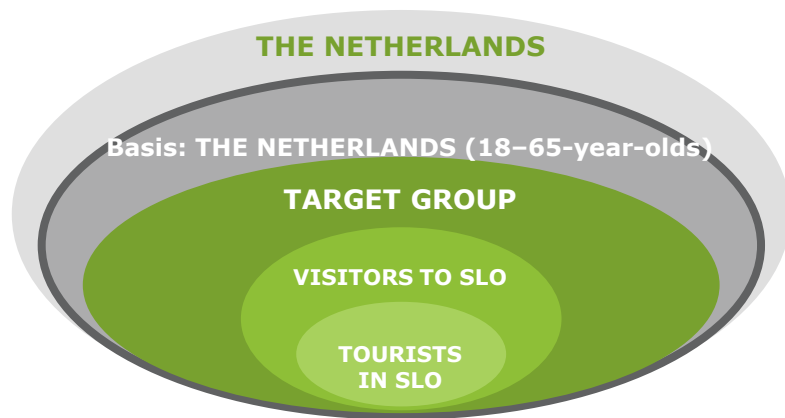 THE NETHERLANDS
Basis: THE NETHERLANDS (18–65-year-olds)
TARGET GROUP
VISITORS TO SLO
TOURISTS
IN SLO